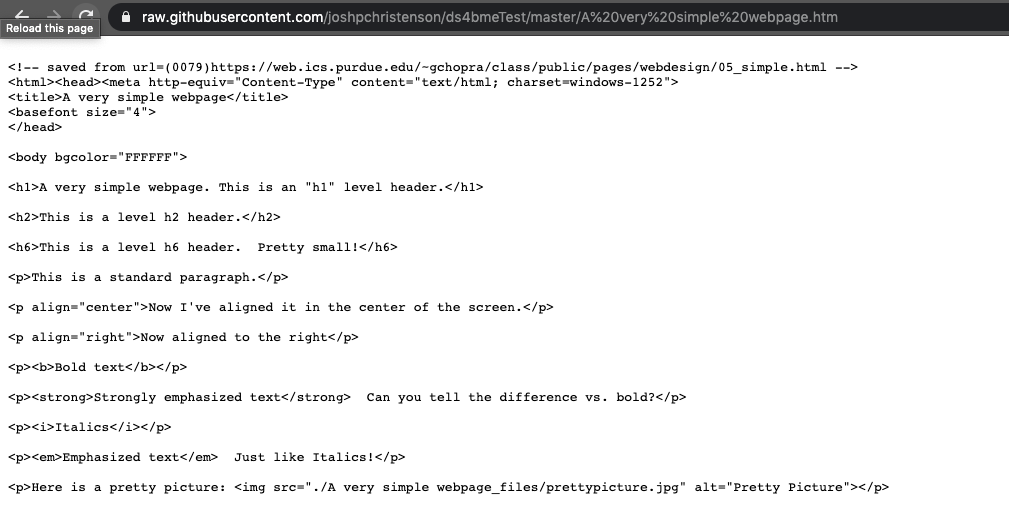 raw.githubusercontent.com/joshpchristenson/ds4bmeTest/master/A%20very%20simple%20webpage.htm
Reload this page
<!-- saved from url=(0079)https://web.ics.purdue.edu/~gchopra/class/public/pages/webdesign/05_simple.html -->
<html><head><meta http-equiv="Content-Type" content="text/html; charset=windows-1252">
<title>A very simple webpage</title>
<basefont size="4">
</head>
<body bgcolor="FFFFFF">
<h1>A very simple webpage. This is an "h1" level header.</h1>
<h2>This is a level h2 header.</h2>
<h6>This is a level h6 header.  Pretty small!</h6>
<p>This is a standard paragraph.</p>
<p align="center">Now I've aligned it in the center of the screen.</p>
<p align="right">Now aligned to the right</p>
<p><b>Bold text</b></p>
<p><strong>Strongly emphasized text</strong>  Can you tell the difference vs. bold?</p>
<p><i>Italics</i></p>
<p><em>Emphasized text</em>  Just like Italics!</p>
<p>Here is a pretty picture: <img src="./A very simple webpage_files/prettypicture.jpg" alt="Pretty Picture"></p>